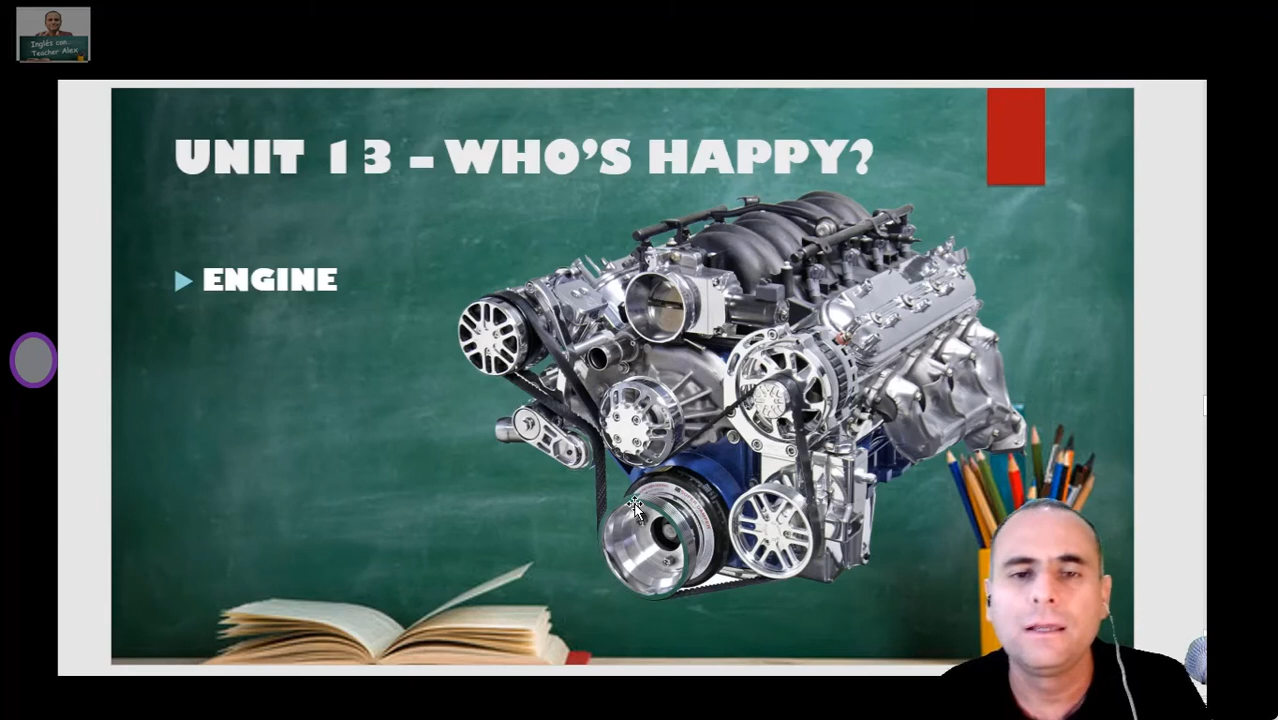 Inglés con...
Teacher Alex
UNIT 13 – WHO'S HAPPY?
ENGINE